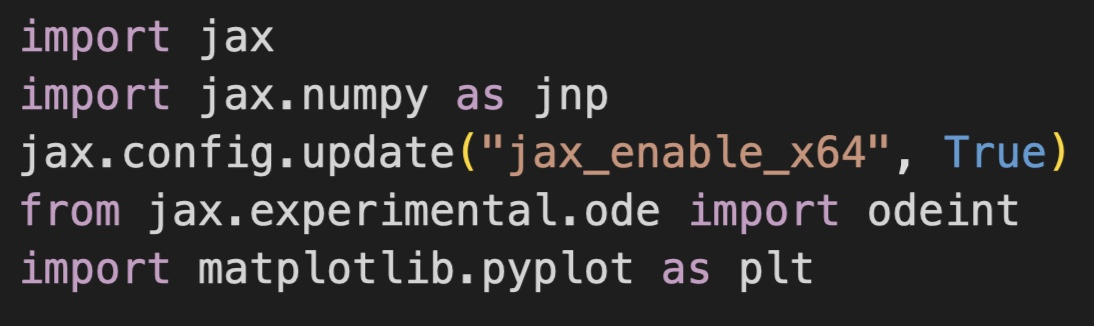 import jax
import jax.numpy as jnp
jax.config.update("jax_enable_x64", True)
from jax.experimental.ode import odeint
import matplotlib.pyplot as plt